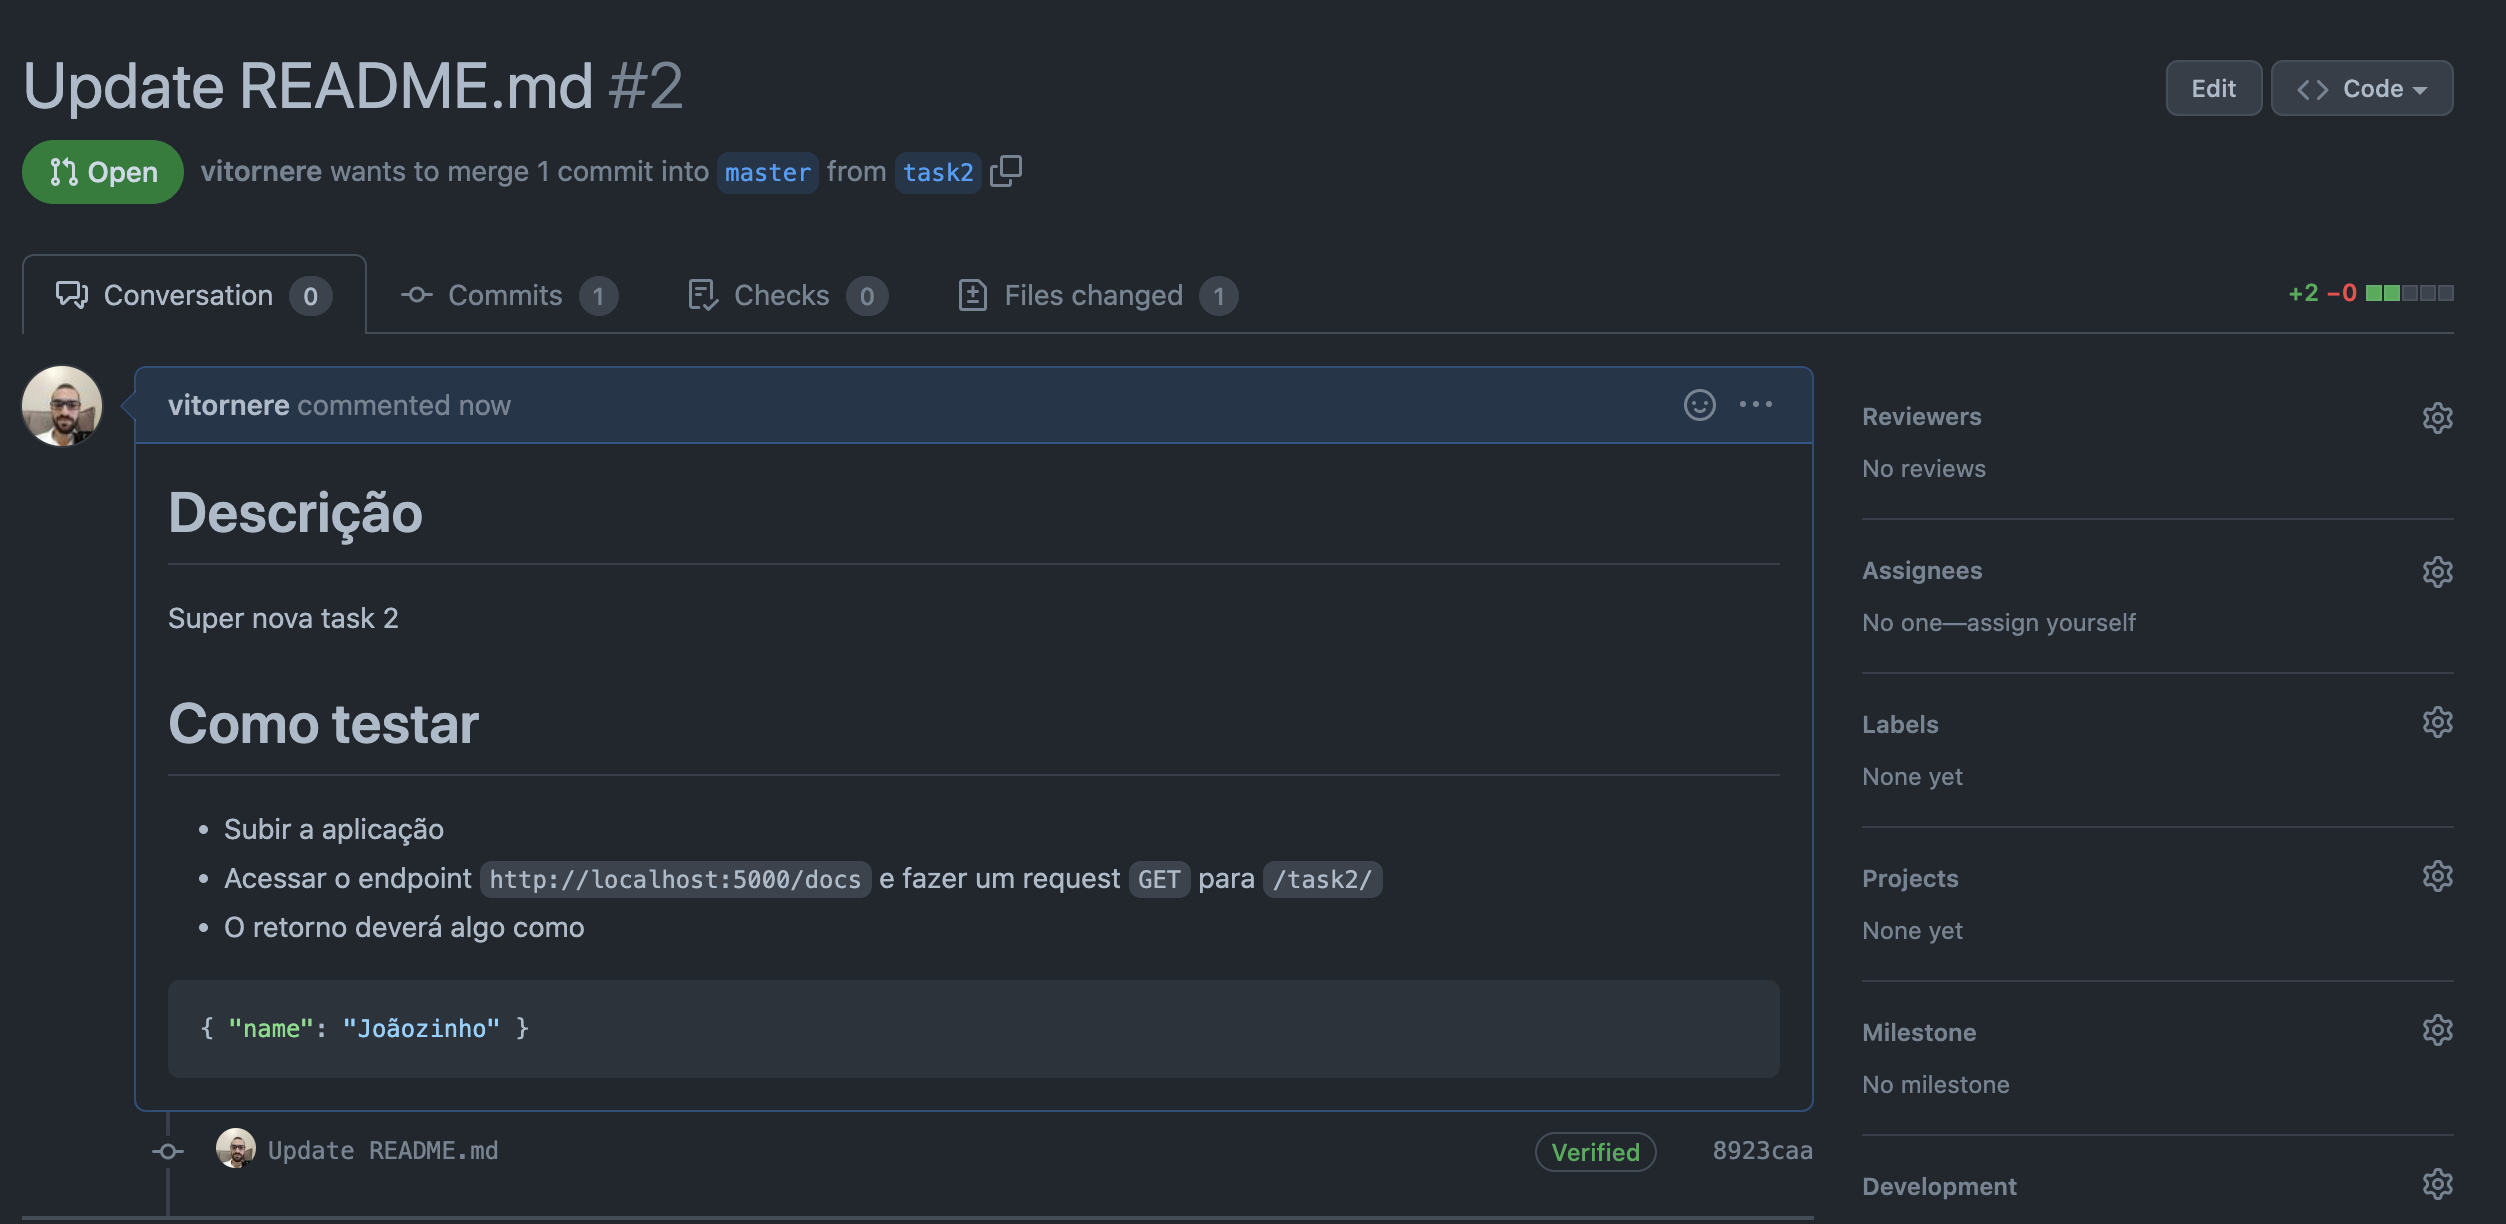 Update README.md #2
Edit
Code
Open
vitornere wants to merge 1 commit into master from task2
Conversation 0
Commits 1
Checks 0
Files changed 1
+2 −0
vitornere commented now
Descrição
Super nova task 2
Como testar
Subir a aplicação
Acessar o endpoint http://localhost:5000/docs e fazer um request GET para /task2/
O retorno deverá algo como
{ "name": "Joãozinho" }
Update README.md
Verified
8923caa
Reviewers
No reviews
Assignees
No one—assign yourself
Labels
None yet
Projects
None yet
Milestone
No milestone
Development